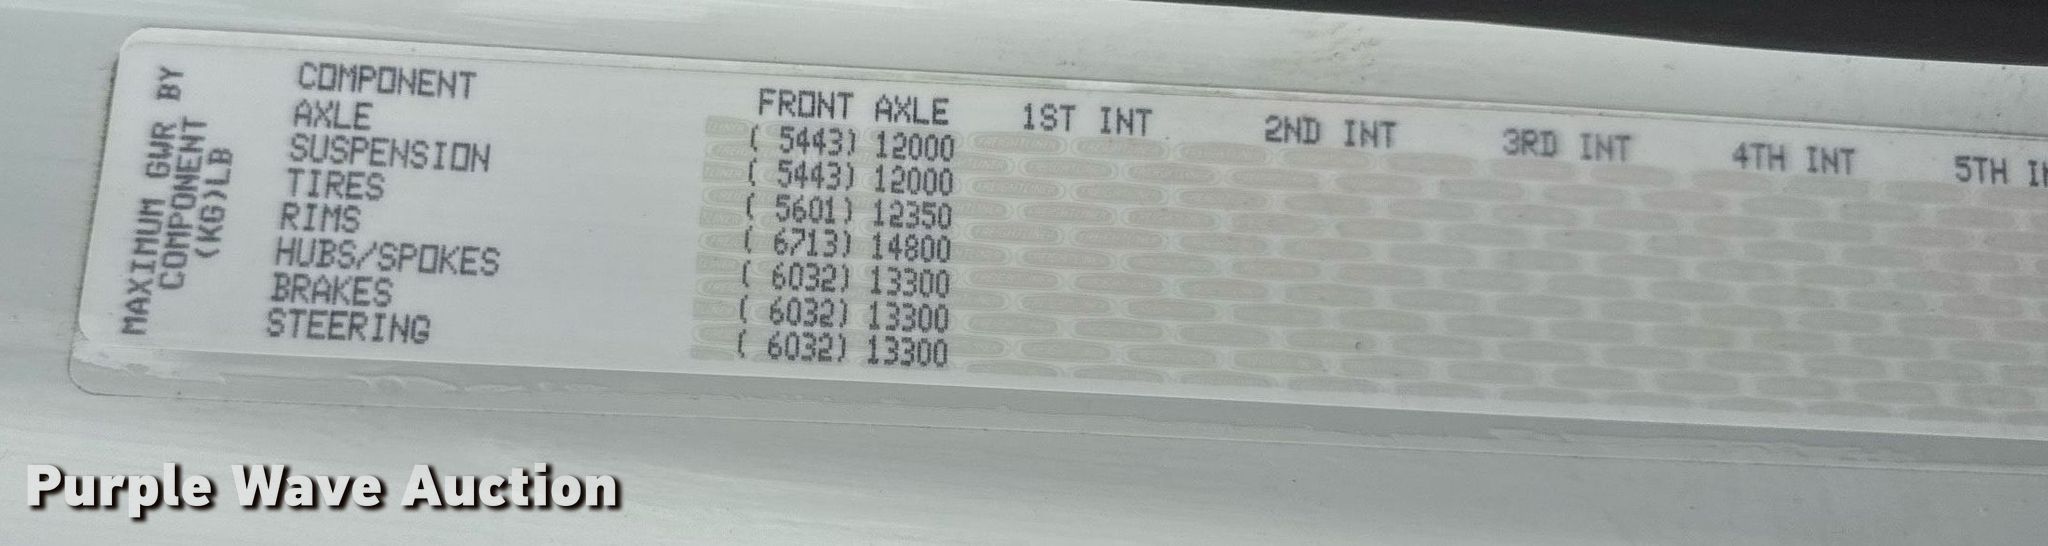 MAXIMUM GWR BY
COMPONENT
(KG)LB
COMPONENT FRONT AXLE 1ST INT 2ND INT 3RD INT 4TH INT 5TH IN
AXLE ( 5443) 12000
SUSPENSION ( 5443) 12000
TIRES ( 5601) 12350
RIMS ( 6713) 14800
HUBS/SPOKES ( 6032) 13300
BRAKES ( 6032) 13300
STEERING ( 6032) 13300
Purple Wave Auction